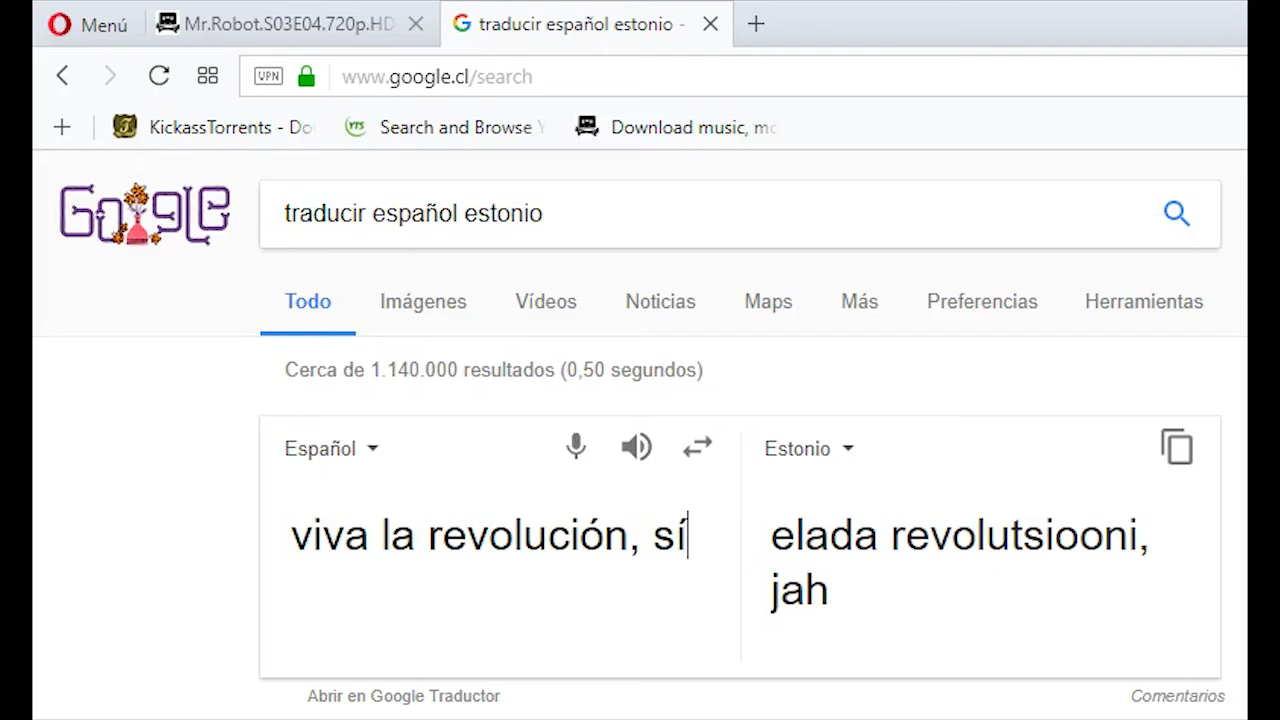 Menú
Mr.Robot.S03E04.720p.HD
traducir español estonio -
VPN
www.google.cl/search
KickassTorrents - Do
YTS
Search and Browse Y
Download music, mo
Google
traducir español estonio
Todo Imágenes Vídeos Noticias Maps Más Preferencias Herramientas
Cerca de 1.140.000 resultados (0,50 segundos)
Español
Estonio
viva la revolución, sí
elada revolutsiooni,
jah
Abrir en Google Traductor
Comentarios